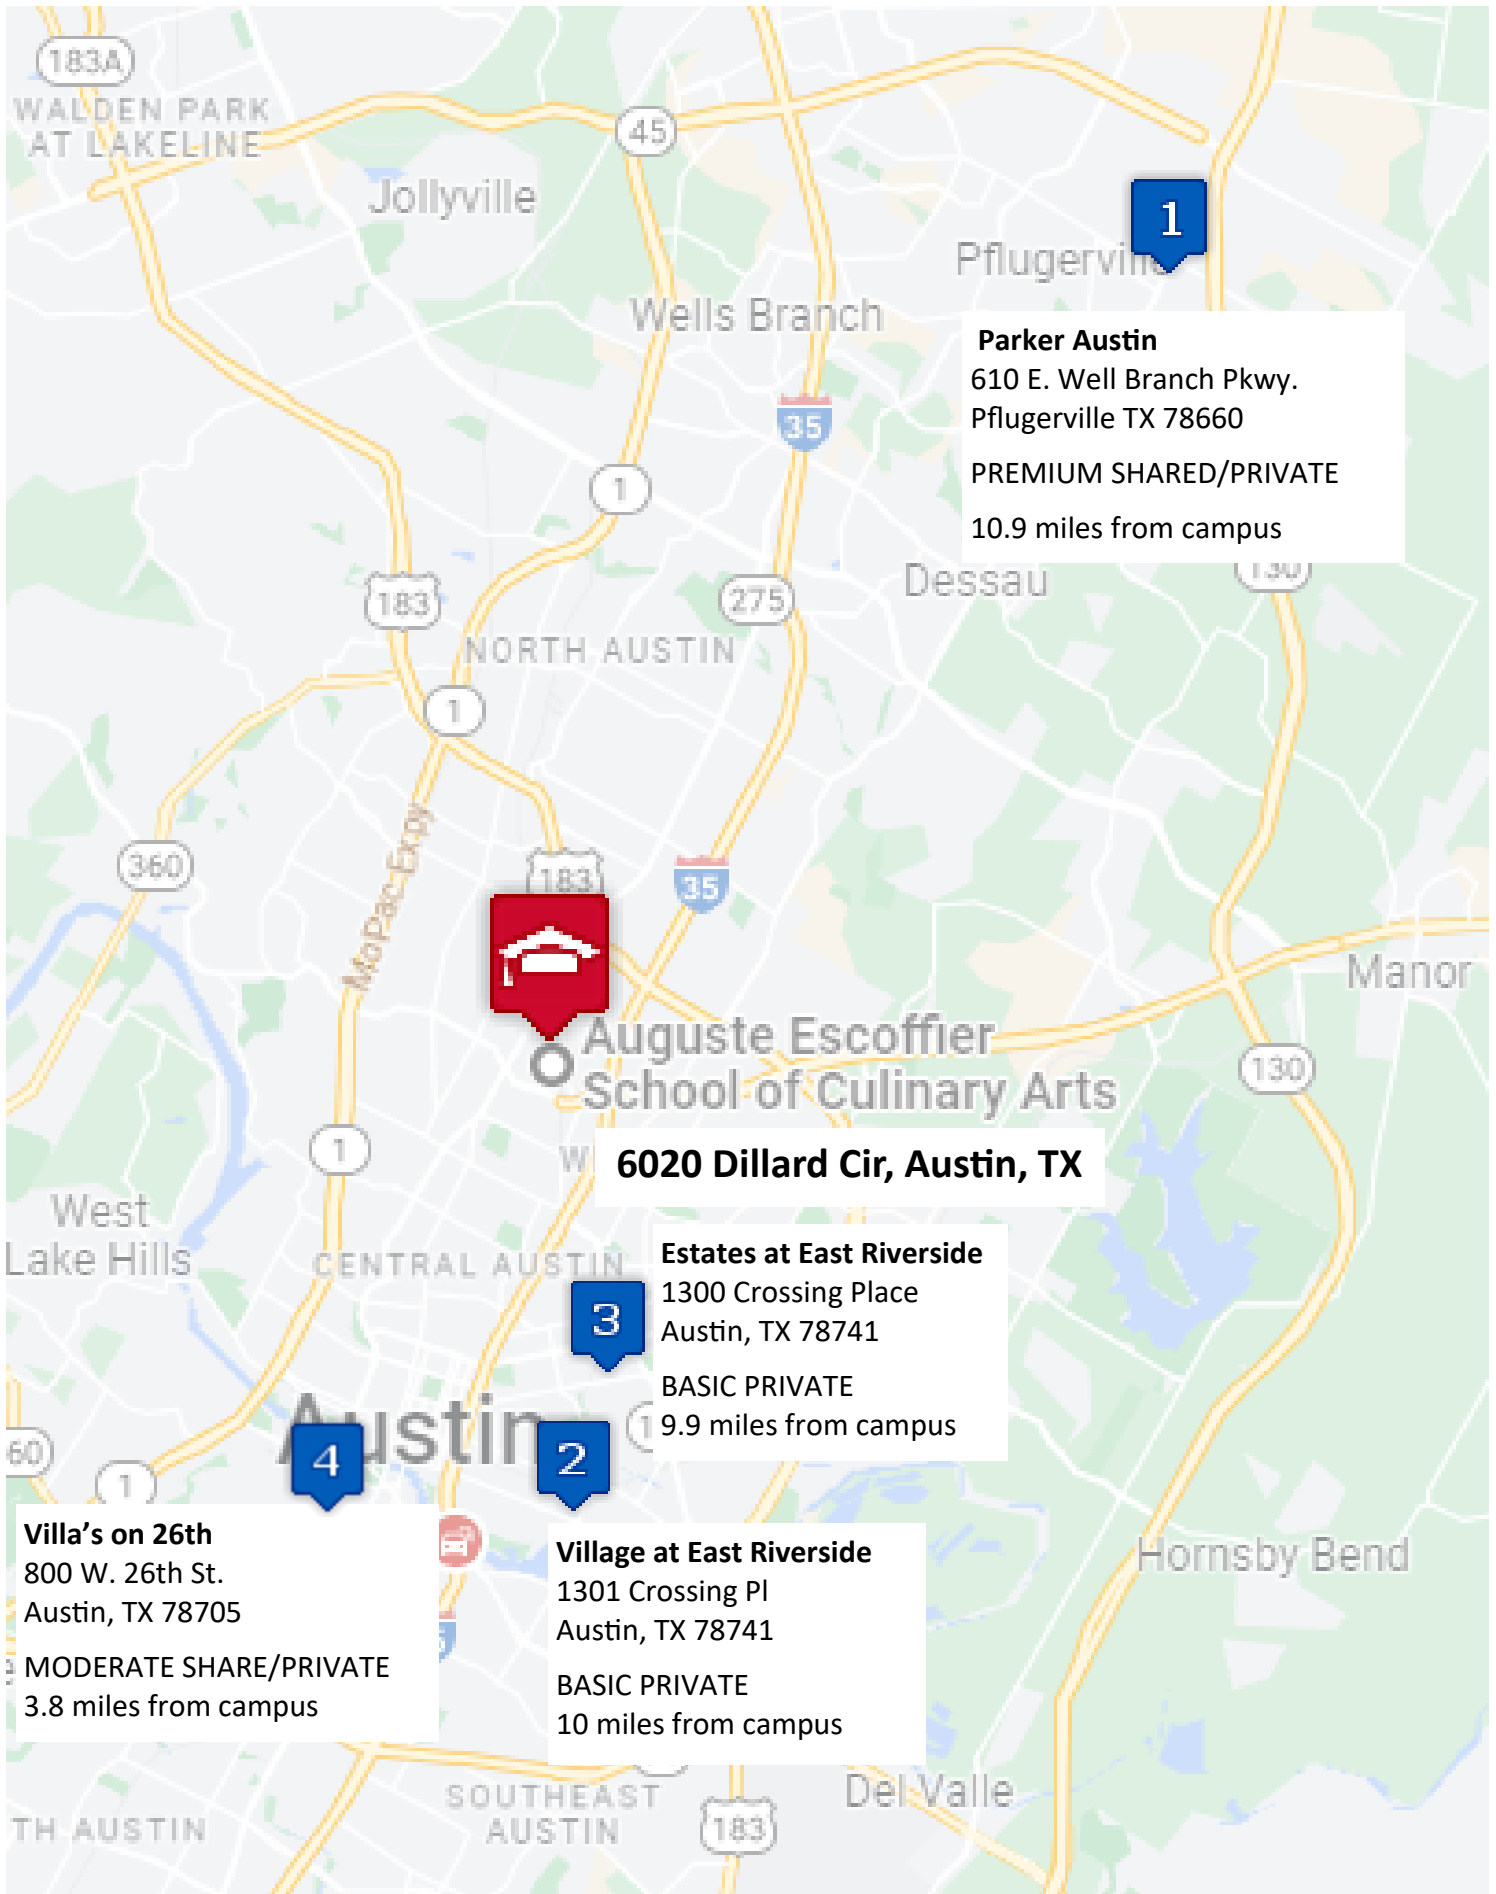 183A
WALDEN PARK
AT LAKELINE
45
Jollyville
1
Pflugerville
Wells Branch
Parker Austin
610 E. Well Branch Pkwy.
Pflugerville TX 78660
PREMIUM SHARED/PRIVATE
10.9 miles from campus
35
1
130
Dessau
183
275
NORTH AUSTIN
1
MoPac Expy
360
183
35
Manor
Auguste Escoffier
School of Culinary Arts
130
1
6020 Dillard Cir, Austin, TX
West
Lake Hills
CENTRAL AUSTIN
Estates at East Riverside
1300 Crossing Place
Austin, TX 78741
BASIC PRIVATE
9.9 miles from campus
3
Austin
4
2
60
1
Villa's on 26th
800 W. 26th St.
Austin, TX 78705
MODERATE SHARE/PRIVATE
3.8 miles from campus
Village at East Riverside
1301 Crossing Pl
Austin, TX 78741
BASIC PRIVATE
10 miles from campus
Hornsby Bend
SOUTHEAST
AUSTIN
Del Valle
TH AUSTIN
183